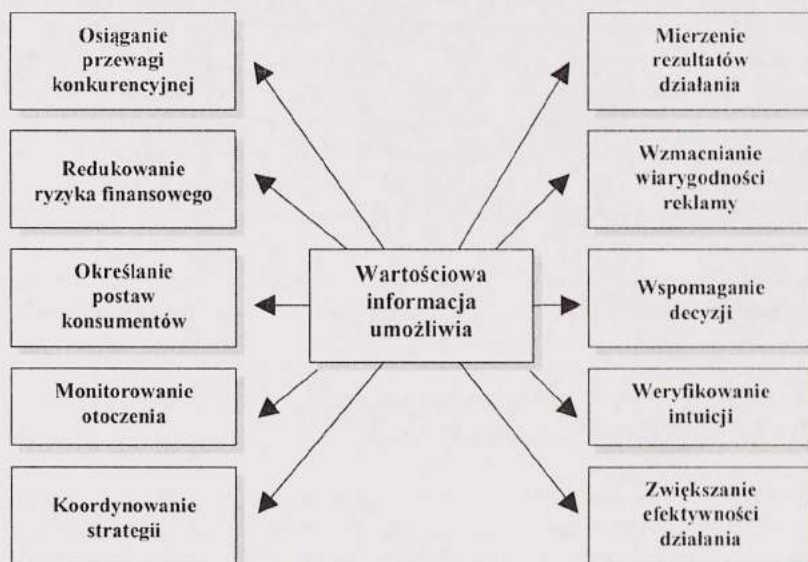 Osiąganie
przewagi
konkurencyjnej
Redukowanie
ryzyka finansowego
Określanie
postaw
konsumentów
Monitorowanie
otoczenia
Koordynowanie
strategii
Wartościowa
informacja
umożliwia
Mierzenie
rezultatów
działania
Wzmacnianie
wiarygodności
reklamy
Wspomaganie
decyzji
Weryfikowanie
intuicji
Zwiększanie
efektywności
działania